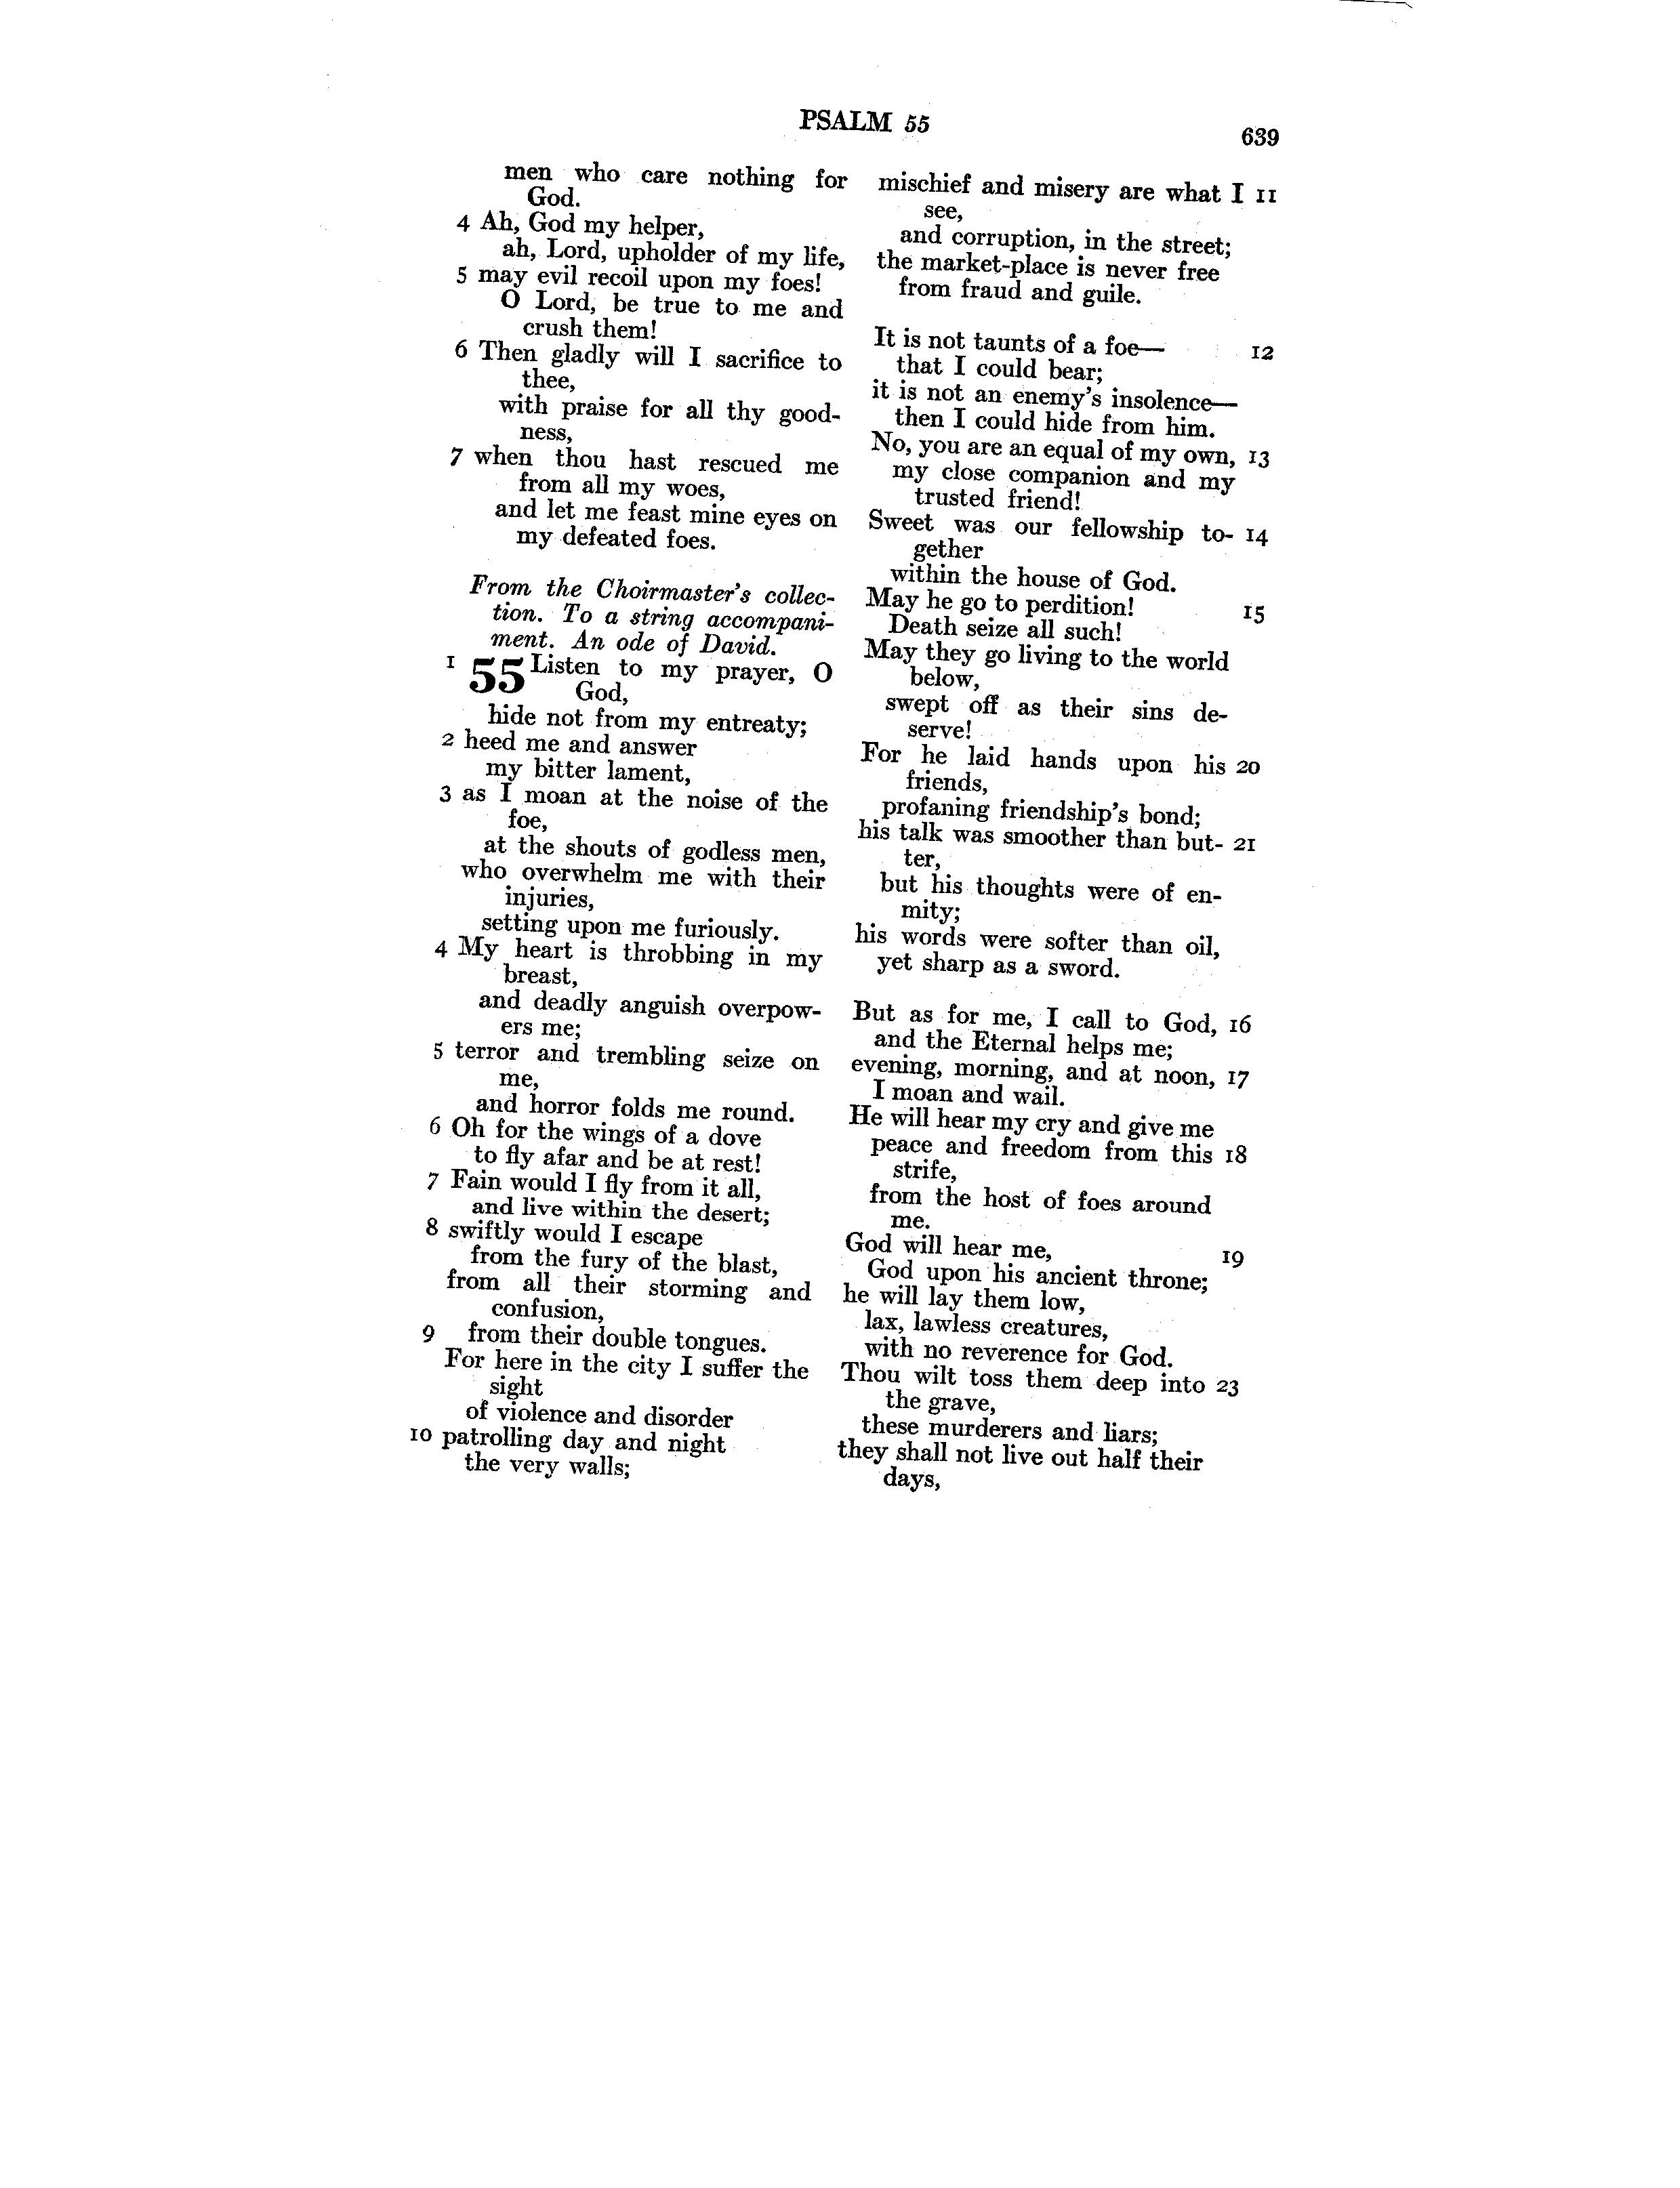 PSALM 55
639
men who care nothing for
God.
4 Ah, God my helper,
ah, Lord, upholder of my life,
5 may evil recoil upon my foes!
O Lord, be true to me and
crush them!
6 Then gladly will I sacrifice to
thee,
with praise for all thy good-
ness,
7 when thou hast rescued me
from all my woes,
and let me feast mine eyes on
my defeated foes.
From the Choirmaster's collec-
tion. To a string accompani-
ment. An ode of David.
1 55 Listen to my prayer, O
God,
hide not from my entreaty;
2 heed me and answer
my bitter lament,
3 as I moan at the noise of the
foe,
at the shouts of godless men,
who overwhelm me with their
injuries,
setting upon me furiously.
4 My heart is throbbing in my
breast,
and deadly anguish overpow-
ers me;
5 terror and trembling seize on
me,
and horror folds me round.
6 Oh for the wings of a dove
to fly afar and be at rest!
7 Fain would I fly from it all,
and live within the desert;
8 swiftly would I escape
from the fury of the blast,
from all their storming and
confusion,
9 from their double tongues.
For here in the city I suffer the
sight
of violence and disorder
10 patrolling day and night
the very walls;
mischief and misery are what I 11
see,
and corruption, in the street;
the market-place is never free
from fraud and guile.
It is not taunts of a foe— 12
that I could bear;
it is not an enemy's insolence—
then I could hide from him.
No, you are an equal of my own, 13
my close companion and my
trusted friend!
Sweet was our fellowship to- 14
gether
within the house of God.
May he go to perdition! 15
Death seize all such!
May they go living to the world
below,
swept off as their sins de-
serve!
For he laid hands upon his 20
friends,
profaning friendship's bond;
his talk was smoother than but- 21
ter,
but his thoughts were of en-
mity;
his words were softer than oil,
yet sharp as a sword.
But as for me, I call to God, 16
and the Eternal helps me;
evening, morning, and at noon, 17
I moan and wail.
He will hear my cry and give me
peace and freedom from this 18
strife,
from the host of foes around
me.
God will hear me, 19
God upon his ancient throne;
he will lay them low,
lax, lawless creatures,
with no reverence for God.
Thou wilt toss them deep into 23
the grave,
these murderers and liars;
they shall not live out half their
days,